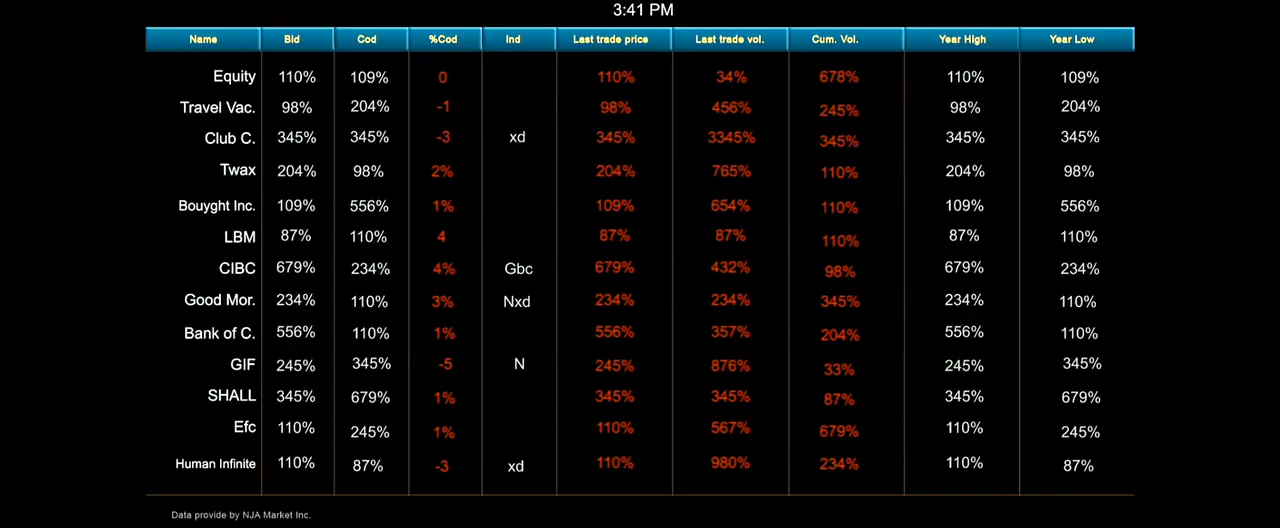 3:41 PM
Name Bid Cod %Cod Ind Last trade price Last trade vol. Cum. Vol. Year High Year Low
Equity 110% 109% 0 110% 34% 678% 110% 109%
Travel Vac. 98% 204% -1 98% 456% 245% 98% 204%
Club C. 345% 345% -3 xd 345% 3345% 345% 345% 345%
Twax 204% 98% 2% 204% 765% 110% 204% 98%
Bouyght Inc. 109% 556% 1% 109% 654% 110% 109% 556%
LBM 87% 110% 4 87% 87% 110% 87% 110%
CIBC 679% 234% 4% Gbc 679% 432% 98% 679% 234%
Good Mor. 234% 110% 3% Nxd 234% 234% 345% 234% 110%
Bank of C. 556% 110% 1% 556% 357% 204% 556% 110%
GIF 245% 345% -5 N 245% 876% 33% 245% 345%
SHALL 345% 679% 1% 345% 345% 87% 345% 679%
Efc 110% 245% 1% 110% 567% 679% 110% 245%
Human Infinite 110% 87% -3 xd 110% 980% 234% 110% 87%
Data provide by NJA Market Inc.